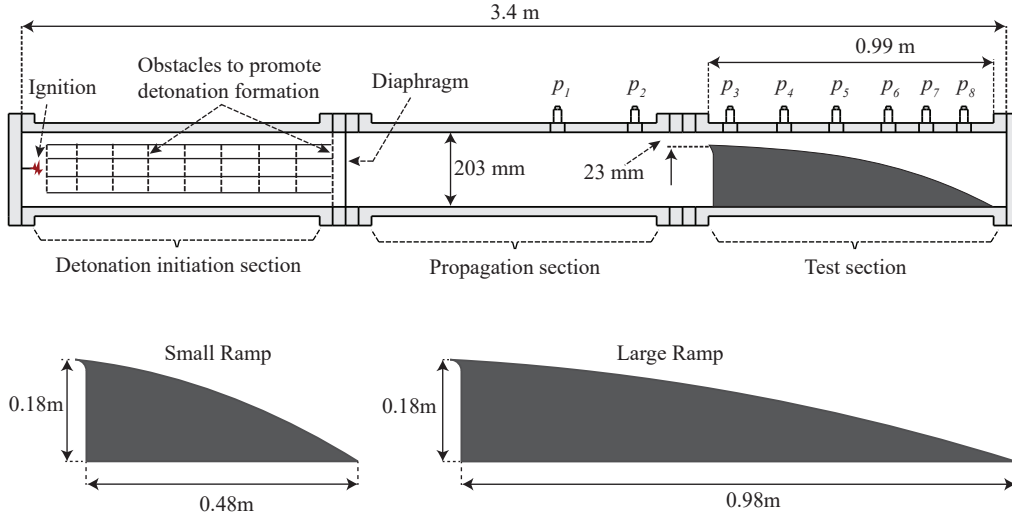 3.4 m
0.99 m
Ignition
Obstacles to promote
detonation formation
Diaphragm
p1
p2
p3
p4
p5
p6
p7
p8
203 mm
23 mm
Detonation initiation section
Propagation section
Test section
Small Ramp
Large Ramp
0.18m
0.18m
0.48m
0.98m